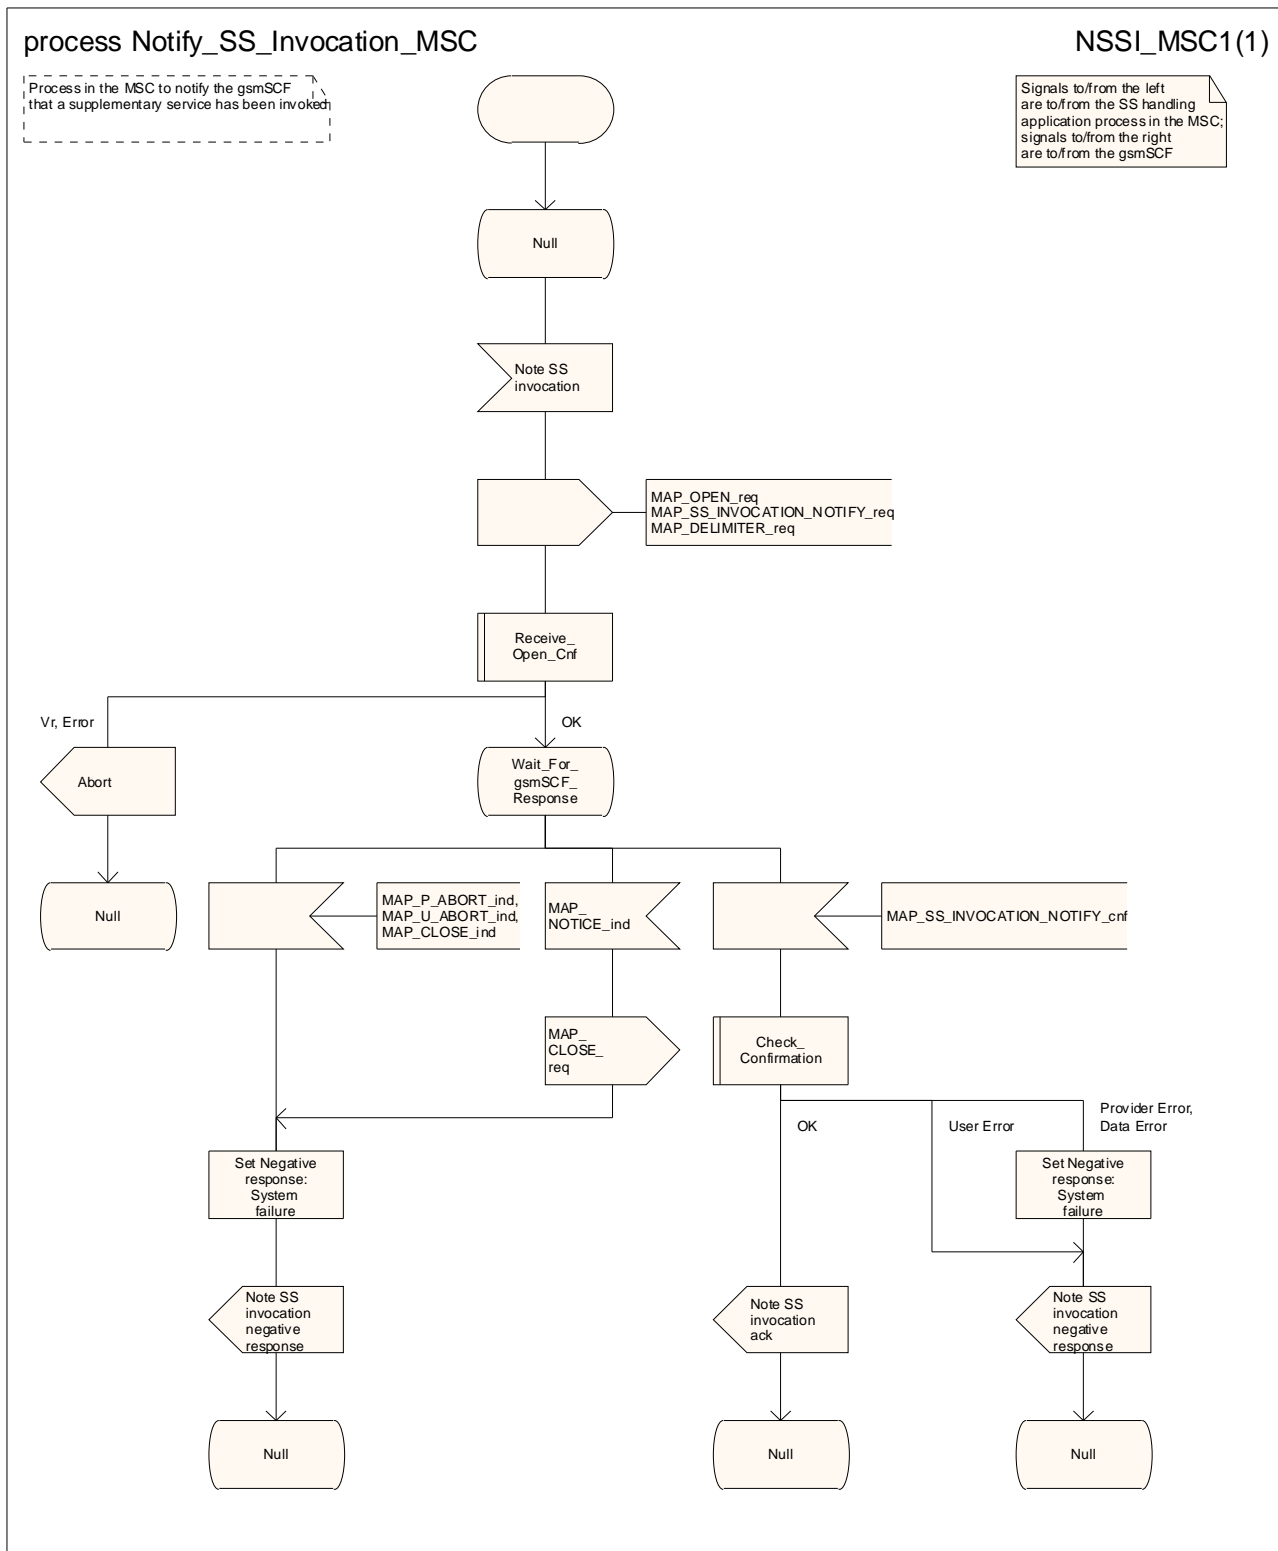 process Notify_SS_Invocation_MSC
NSSI_MSC1(1)
Process in the MSC to notify the gsmSCF
that a supplementary service has been invoked
Signals to/from the left
are to/from the SS handling
application process in the MSC;
signals to/from the right
are to/from the gsmSCF
Null
Note SS
invocation
MAP_OPEN_req
MAP_SS_INVOCATION_NOTIFY_req
MAP_DELIMITER_req
Receive_
Open_Cnf
Vr, Error
OK
Abort
Wait_For_
gsmSCF_
Response
Null
MAP_P_ABORT_ind,
MAP_U_ABORT_ind,
MAP_CLOSE_ind
MAP_
NOTICE_ind
MAP_SS_INVOCATION_NOTIFY_cnf
MAP_
CLOSE_
req
Check_
Confirmation
OK
User Error
Provider Error,
Data Error
Set Negative
response:
System
failure
Set Negative
response:
System
failure
Note SS
invocation
negative
response
Note SS
invocation
ack
Note SS
invocation
negative
response
Null
Null
Null